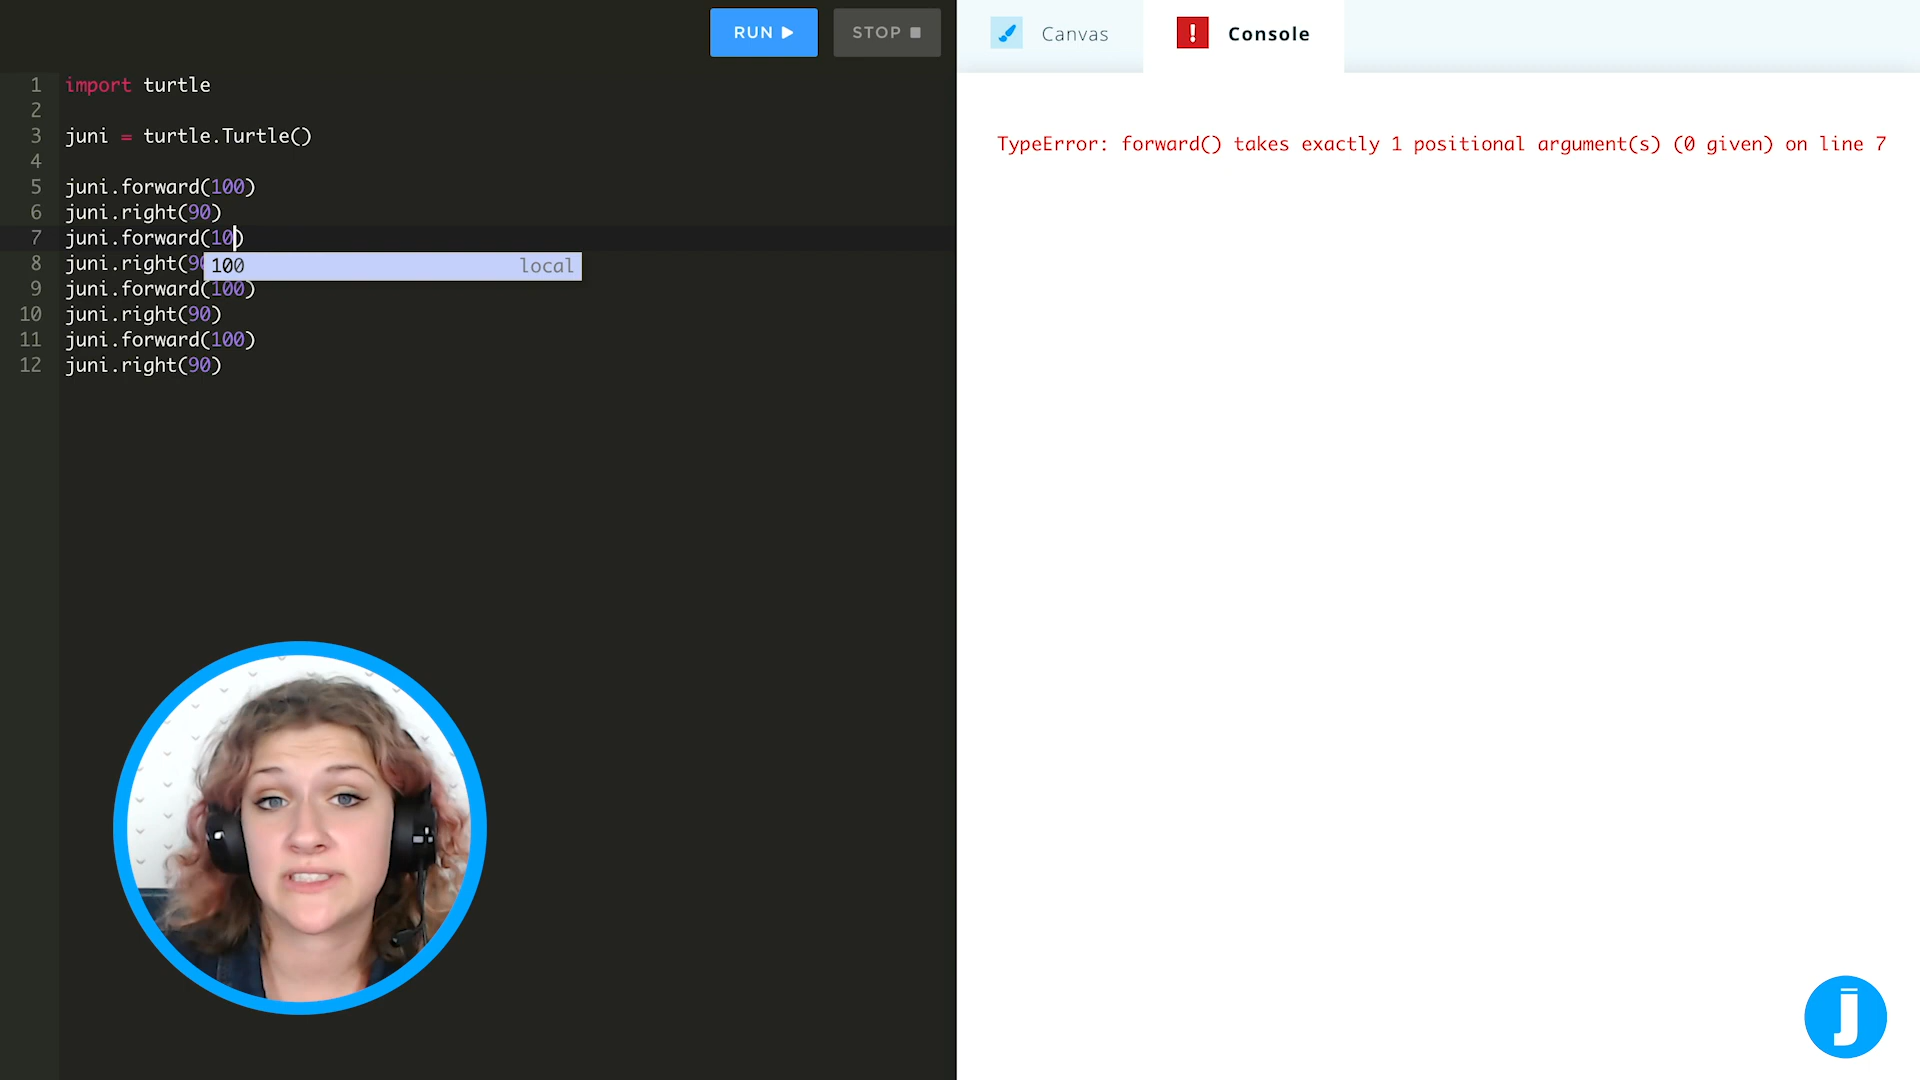 RUN
STOP
Canvas
! Console
1 import turtle
2
3 juni = turtle.Turtle()
4
5 juni.forward(100)
6 juni.right(90)
7 juni.forward(10)
8 juni.right(90
100 local
9 juni.forward(100)
10 juni.right(90)
11 juni.forward(100)
12 juni.right(90)
TypeError: forward() takes exactly 1 positional argument(s) (0 given) on line 7
J